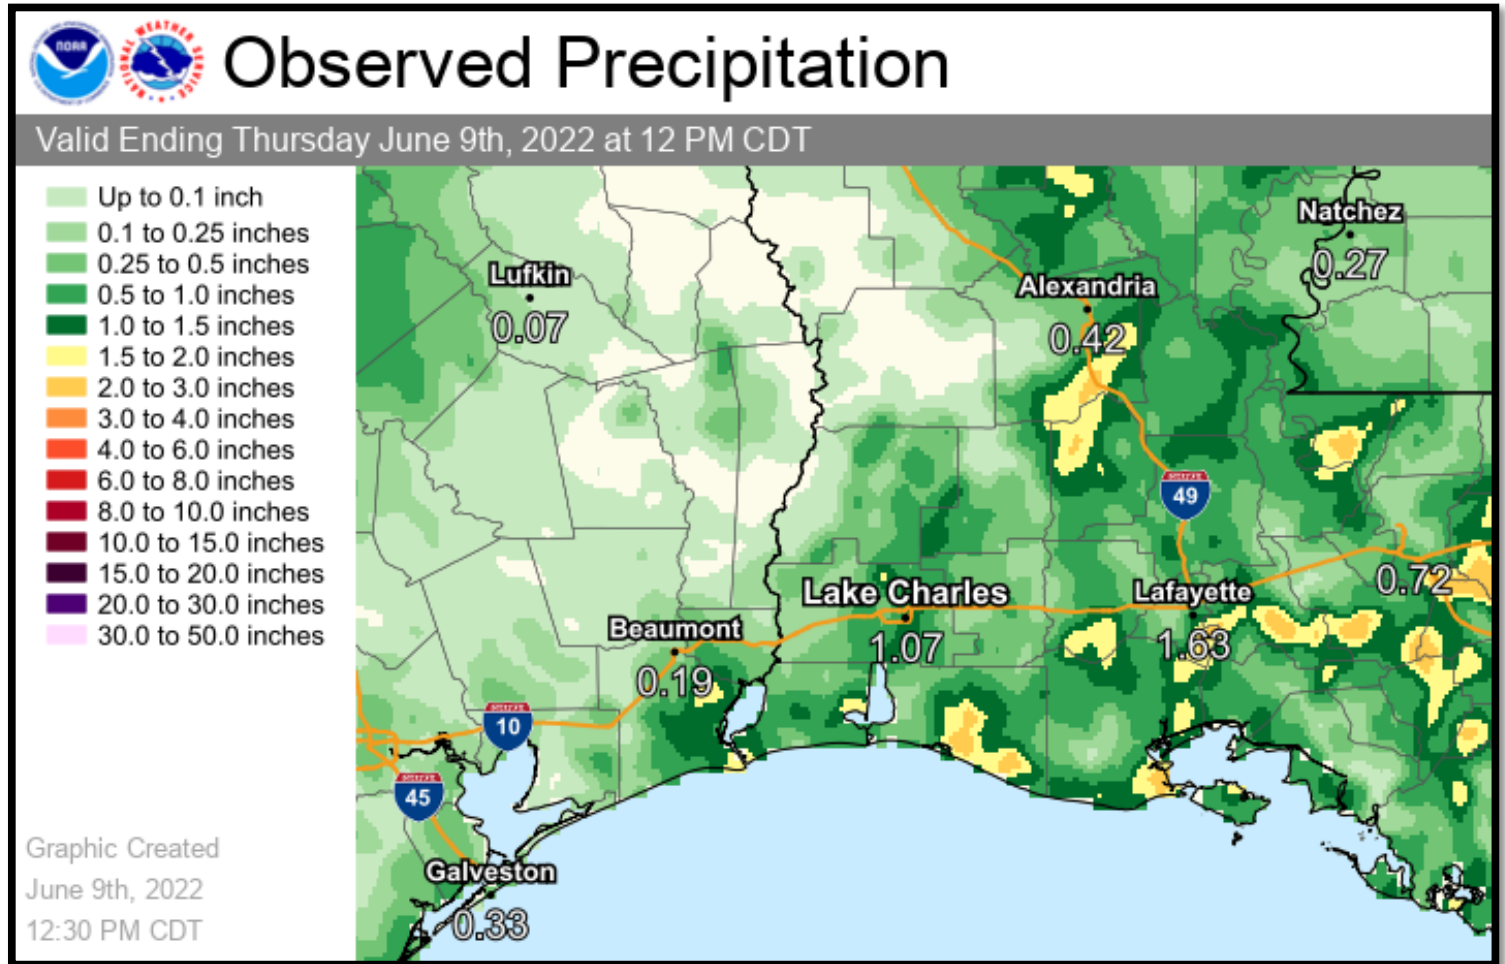 NOAA
NATIONAL WEATHER SERVICE
Observed Precipitation
Valid Ending Thursday June 9th, 2022 at 12 PM CDT
Up to 0.1 inch
0.1 to 0.25 inches
0.25 to 0.5 inches
0.5 to 1.0 inches
1.0 to 1.5 inches
1.5 to 2.0 inches
2.0 to 3.0 inches
3.0 to 4.0 inches
4.0 to 6.0 inches
6.0 to 8.0 inches
8.0 to 10.0 inches
10.0 to 15.0 inches
15.0 to 20.0 inches
20.0 to 30.0 inches
30.0 to 50.0 inches
Graphic Created
June 9th, 2022
12:30 PM CDT
Natchez
0.27
Lufkin
0.07
Alexandria
0.42
49
Lake Charles
1.07
Lafayette
1.63
0.72
Beaumont
0.19
10
45
Galveston
0.33